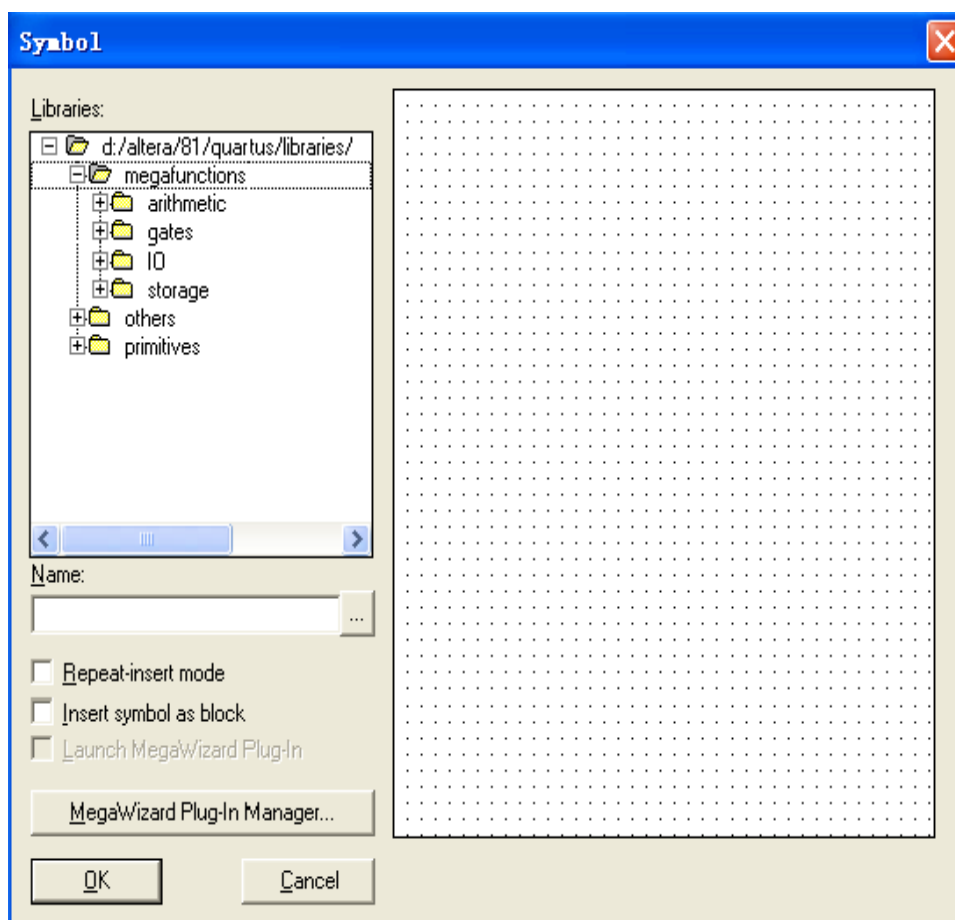 Symbol
Libraries:
d:/altera/81/quartus/libraries/
megafunctions
arithmetic
gates
IO
storage
others
primitives
Name:
...
Repeat-insert mode
Insert symbol as block
Launch MegaWizard Plug-In
MegaWizard Plug-In Manager...
OK Cancel